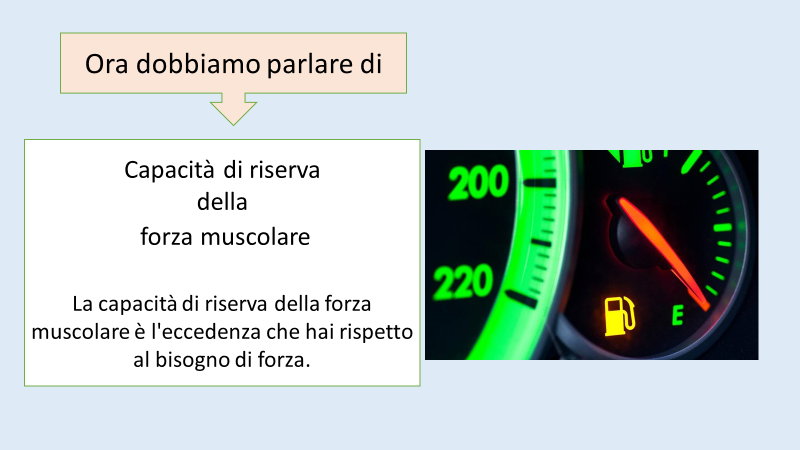 Ora dobbiamo parlare di
Capacità di riserva
della
forza muscolare
La capacità di riserva della forza
muscolare è l'eccedenza che hai rispetto
al bisogno di forza.
200
220
E